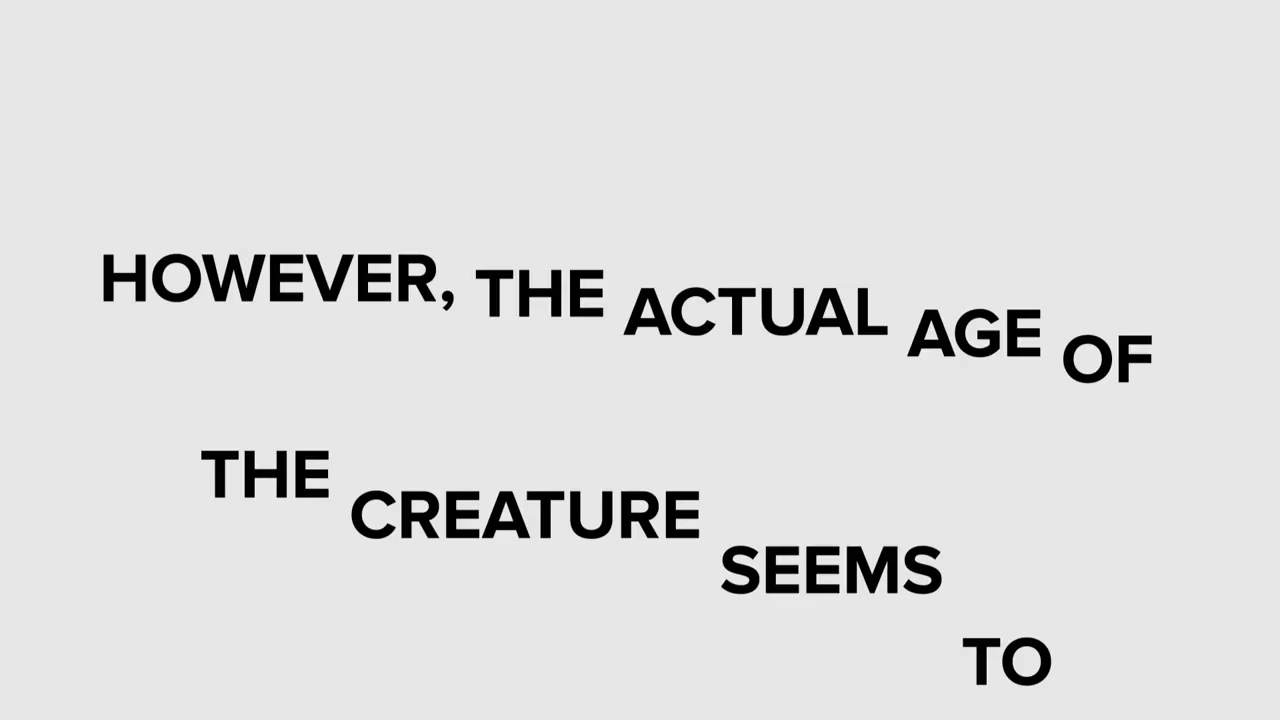 HOWEVER, THE ACTUAL AGE OF
THE CREATURE SEEMS TO